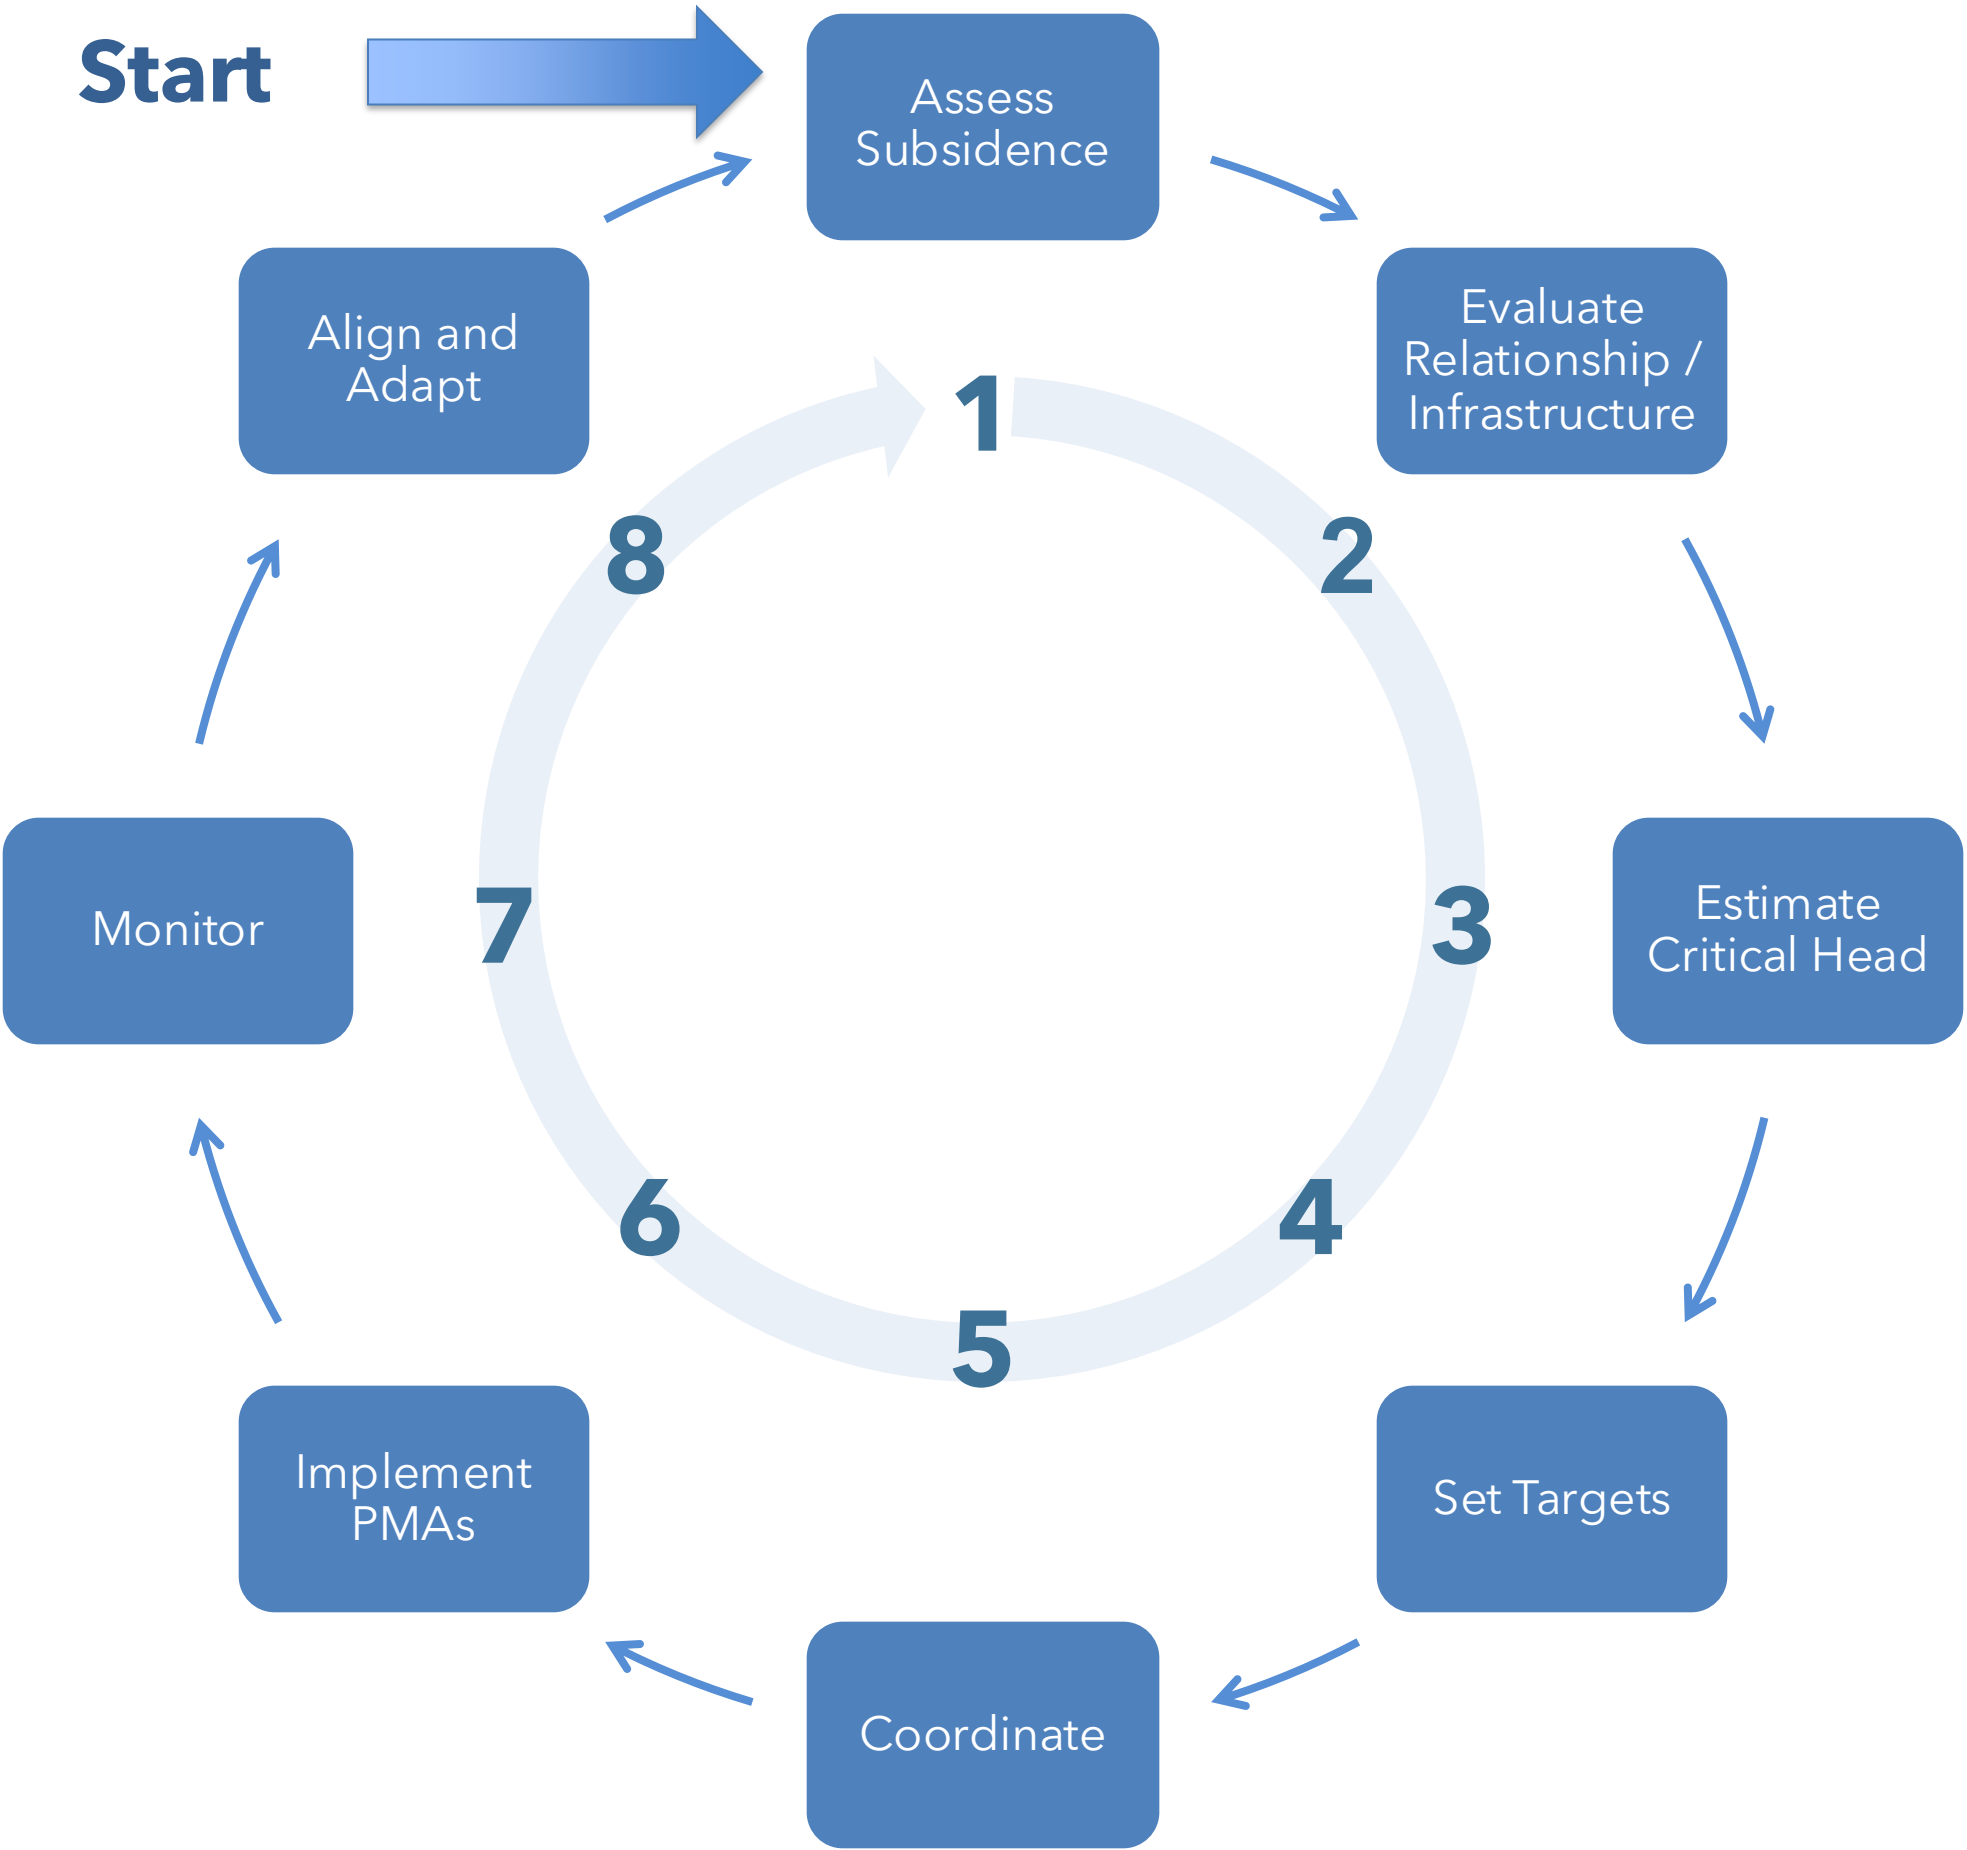 Start
Assess
Subsidence
Evaluate
Relationship /
Infrastructure
Estimate
Critical Head
Set Targets
Coordinate
Implement
PMAs
Monitor
Align and
Adapt
1
2
3
4
5
6
7
8